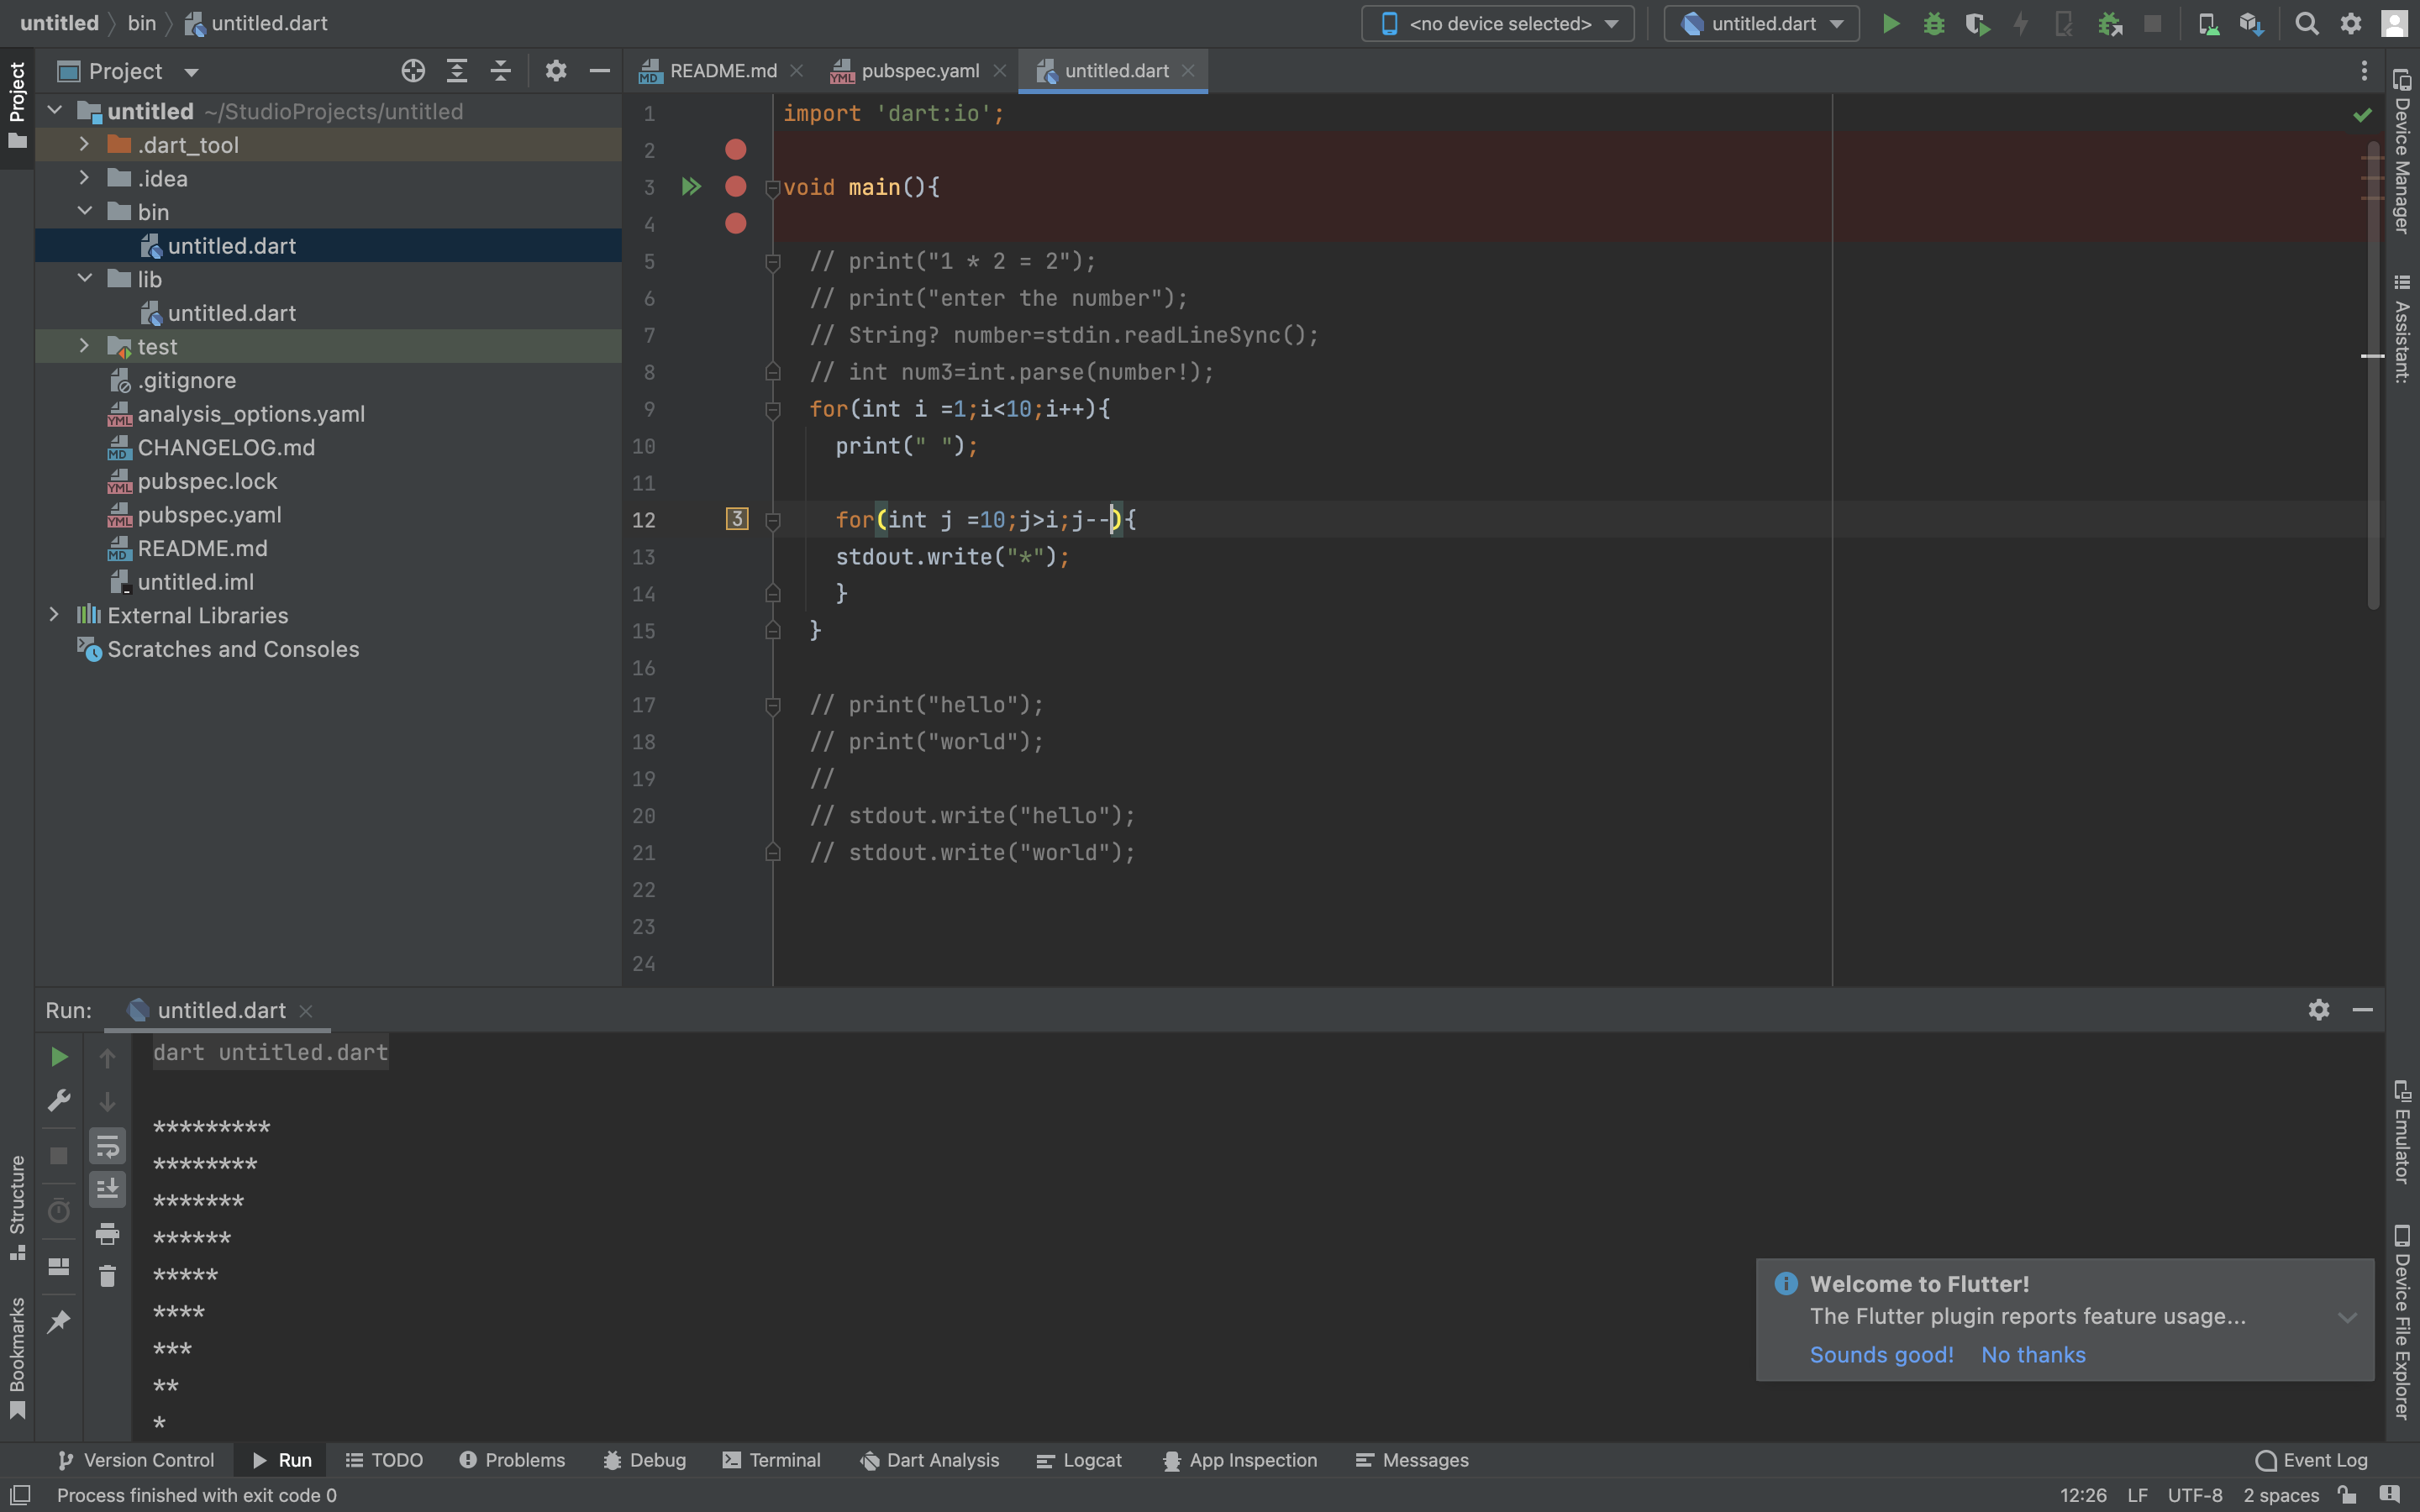 untitled bin untitled.dart
<no device selected> untitled.dart
Project
Project
README.md pubspec.yaml untitled.dart
untitled ~/StudioProjects/untitled
.dart_tool
.idea
bin
untitled.dart
lib
untitled.dart
test
.gitignore
analysis_options.yaml
CHANGELOG.md
pubspec.lock
pubspec.yaml
README.md
untitled.iml
External Libraries
Scratches and Consoles
1 import 'dart:io';
2
3 void main(){
4
5 // print("1 * 2 = 2");
6 // print("enter the number");
7 // String? number=stdin.readLineSync();
8 // int num3=int.parse(number!);
9 for(int i =1;i<10;i++){
10 print(" ");
11
12 3 for(int j =10;j>i;j--){
13 stdout.write("*");
14 }
15 }
16
17 // print("hello");
18 // print("world");
19 //
20 // stdout.write("hello");
21 // stdout.write("world");
22
23
24
Device Manager
Assistant:
Emulator
Device File Explorer
Structure
Bookmarks
Run: untitled.dart
dart untitled.dart
*********
********
*******
******
*****
****
***
**
*
Welcome to Flutter!
The Flutter plugin reports feature usage...
Sounds good! No thanks
Version Control Run TODO Problems Debug Terminal Dart Analysis Logcat App Inspection Messages Event Log
Process finished with exit code 0 12:26 LF UTF-8 2 spaces